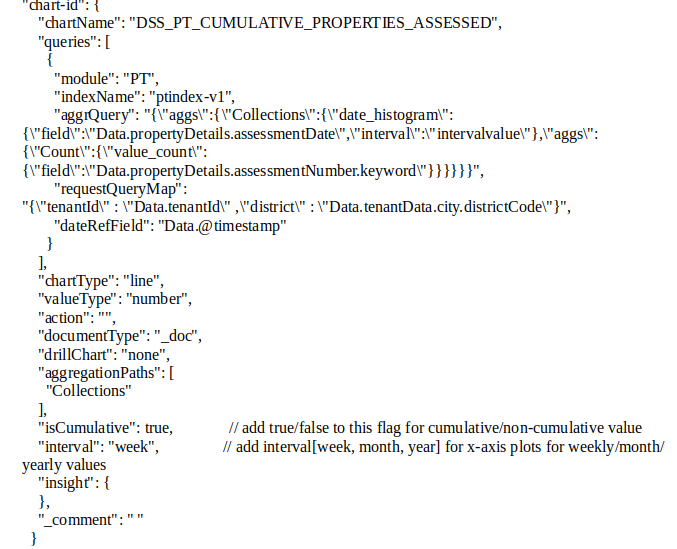 "chart-id": {
"chartName": "DSS_PT_CUMULATIVE_PROPERTIES_ASSESSED",
"queries": [
{
"module": "PT",
"indexName": "ptindex-v1",
"aggrQuery": "{\"aggs\":{\"Collections\":{\"date_histogram\":
{\"field\":\"Data.propertyDetails.assessmentDate\",\"interval\":\"intervalvalue\"},\"aggs\":
{\"Count\":{\"value_count\":
{\"field\":\"Data.propertyDetails.assessmentNumber.keyword\"}}}}}}",
"requestQueryMap":
"{\"tenantId\" : \"Data.tenantId\" ,\"district\" : \"Data.tenantData.city.districtCode\"}",
"dateRefField": "Data.@timestamp"
}
],
"chartType": "line",
"valueType": "number",
"action": "",
"documentType": "_doc",
"drillChart": "none",
"aggregationPaths": [
"Collections"
],
"isCumulative": true, // add true/false to this flag for cumulative/non-cumulative value
"interval": "week", // add interval[week, month, year] for x-axis plots for weekly/month/
yearly values
"insight": {
},
"_comment": " "
}